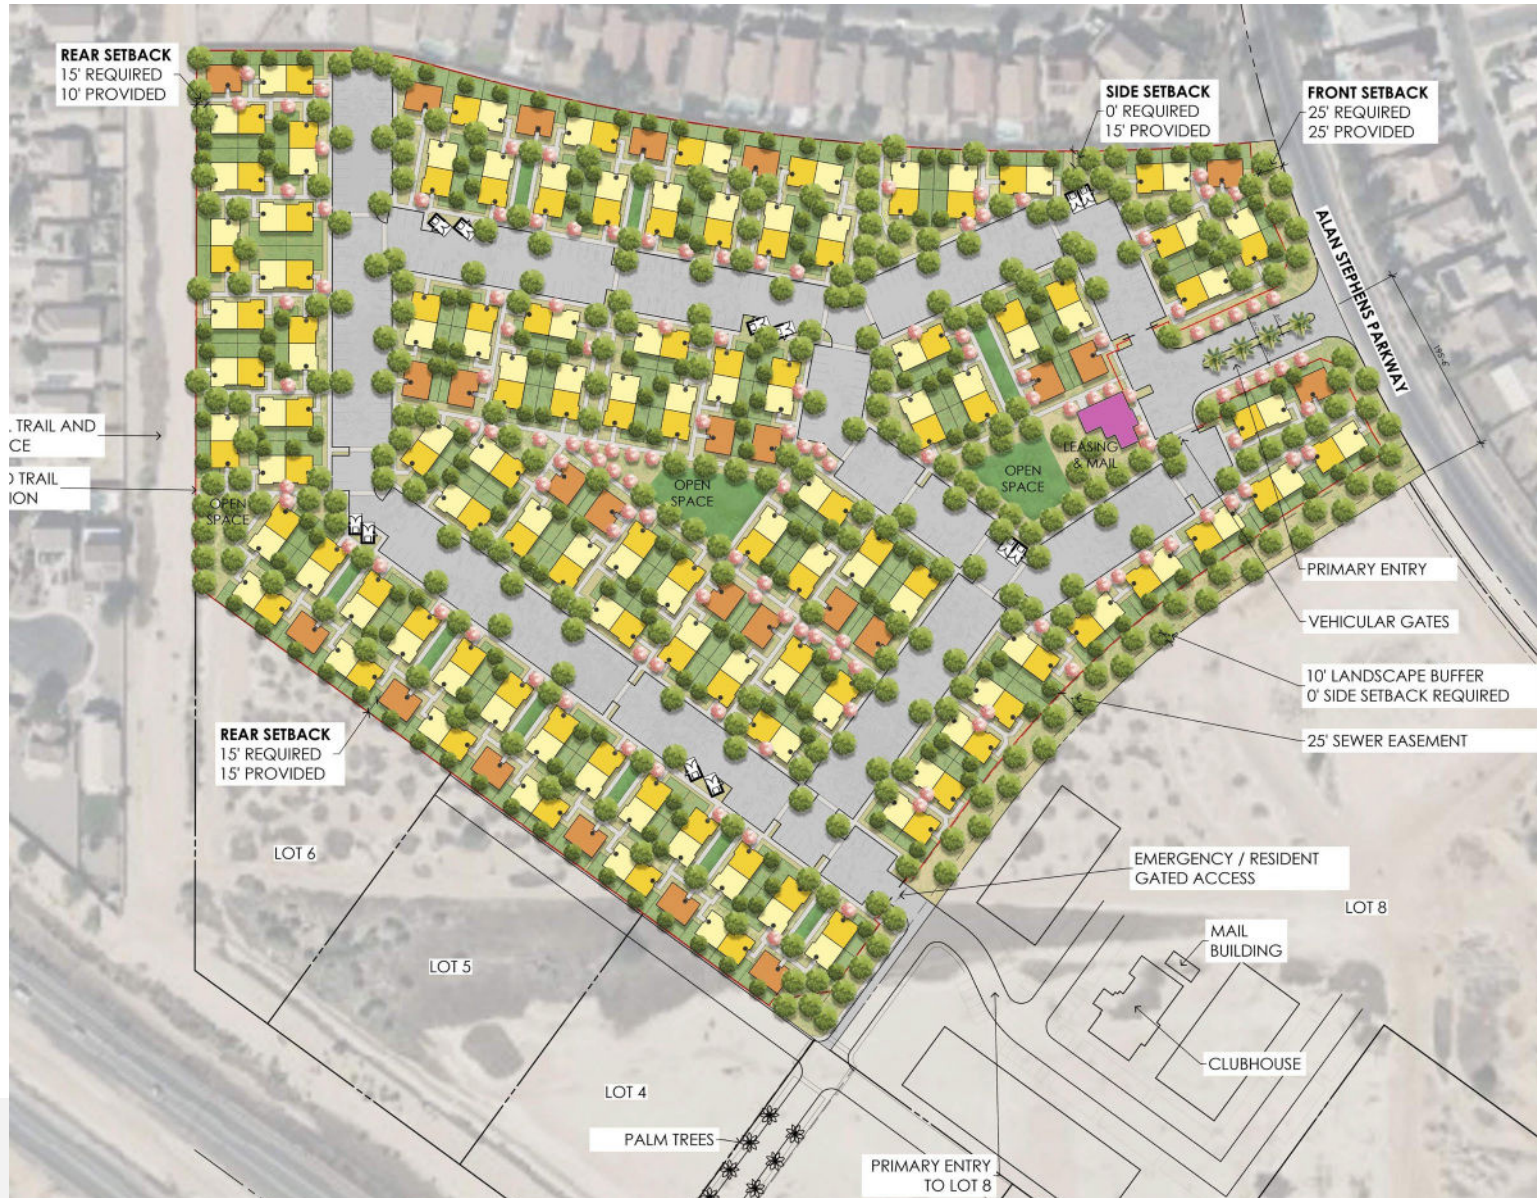 REAR SETBACK
15' REQUIRED
10' PROVIDED
SIDE SETBACK
0' REQUIRED
15' PROVIDED
FRONT SETBACK
25' REQUIRED
25' PROVIDED
ALAN STEPHENS PARKWAY
195'-6"
TRAIL AND
CE
TRAIL
ION
OPEN
SPACE
OPEN
SPACE
OPEN
SPACE
LEASING
& MAIL
PRIMARY ENTRY
VEHICULAR GATES
10' LANDSCAPE BUFFER
0' SIDE SETBACK REQUIRED
25' SEWER EASEMENT
REAR SETBACK
15' REQUIRED
15' PROVIDED
LOT 6
LOT 5
LOT 4
EMERGENCY / RESIDENT
GATED ACCESS
LOT 8
MAIL
BUILDING
CLUBHOUSE
PALM TREES
PRIMARY ENTRY
TO LOT 8